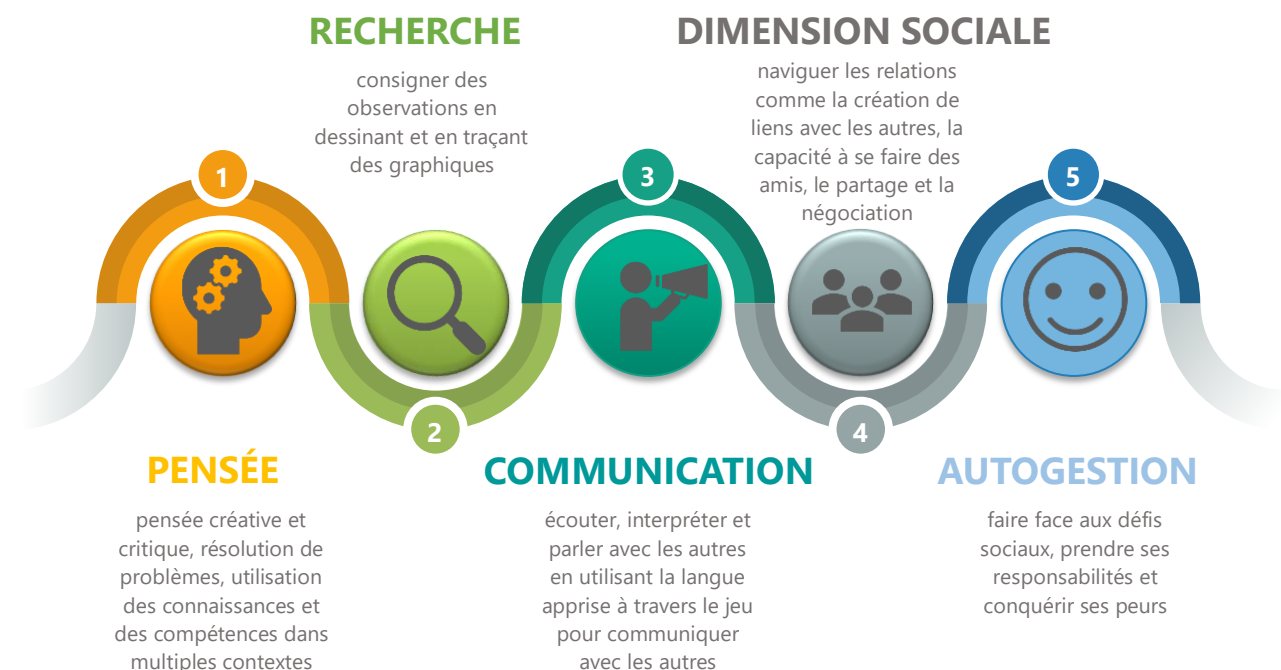 RECHERCHE
consigner des
observations en
dessinant et en traçant
des graphiques
DIMENSION SOCIALE
naviguer les relations
comme la création de
liens avec les autres, la
capacité à se faire des
amis, le partage et la
négociation
1
2
3
4
5
PENSÉE
pensée créative et
critique, résolution de
problèmes, utilisation
des connaissances et
des compétences dans
multiples contextes
COMMUNICATION
écouter, interpréter et
parler avec les autres
en utilisant la langue
apprise à travers le jeu
pour communiquer
avec les autres
AUTOGESTION
faire face aux défis
sociaux, prendre ses
responsabilités et
conquérir ses peurs